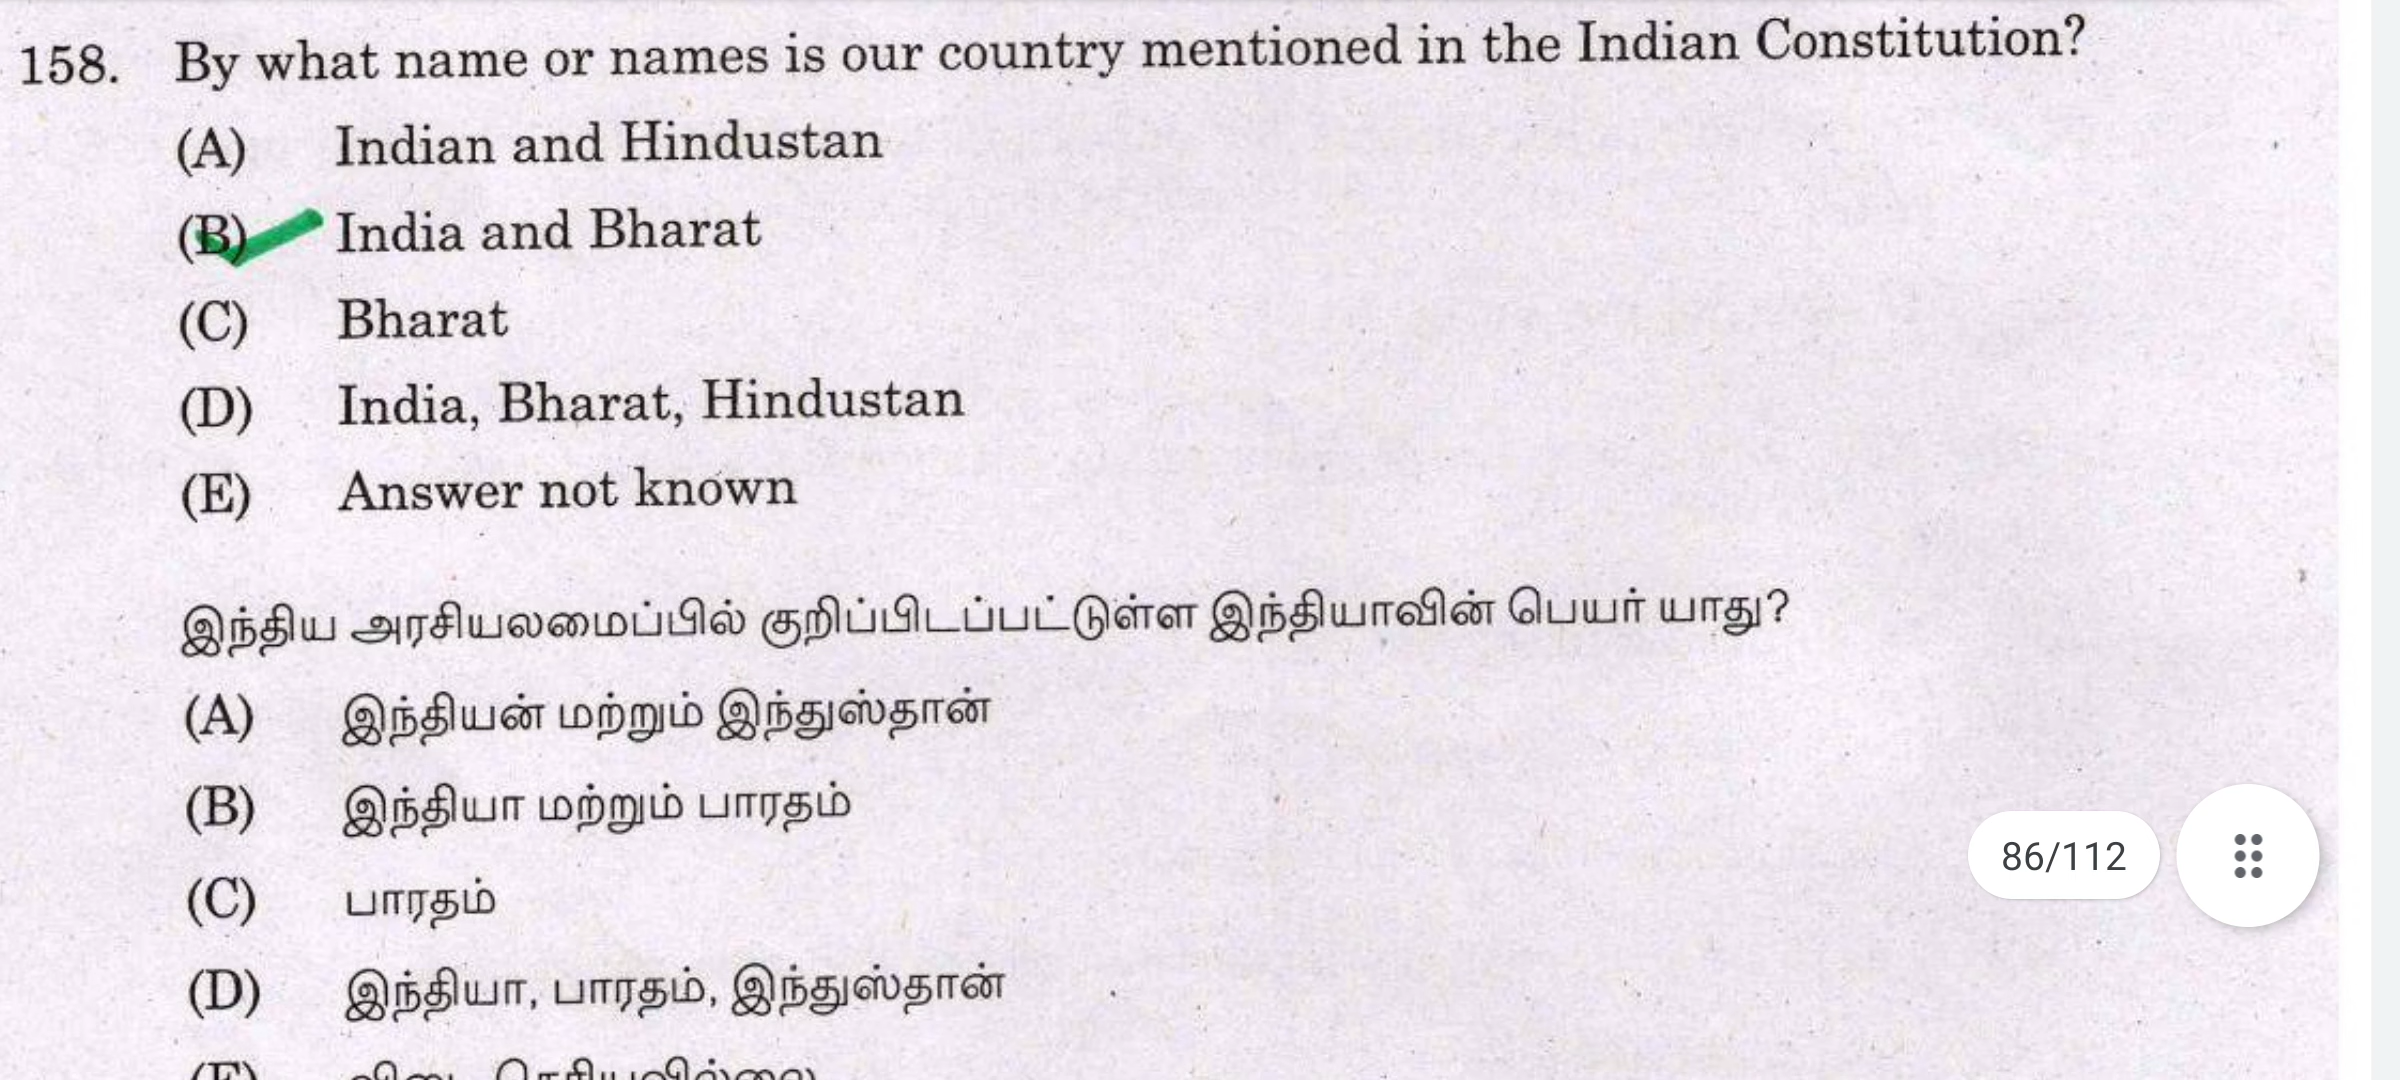 158. By what name or names is our country mentioned in the Indian Constitution?
(A) Indian and Hindustan
(B) India and Bharat
(C) Bharat
(D) India, Bharat, Hindustan
(E) Answer not known
இந்திய அரசியலமைப்பில் குறிப்பிடப்பட்டுள்ள இந்தியாவின் பெயர் யாது?
(A) இந்தியன் மற்றும் இந்துஸ்தான்
(B) இந்தியா மற்றும் பாரதம்
86/112
(C) பாரதம்
(D) இந்தியா, பாரதம், இந்துஸ்தான்
(E) விடை தெரியவில்லை